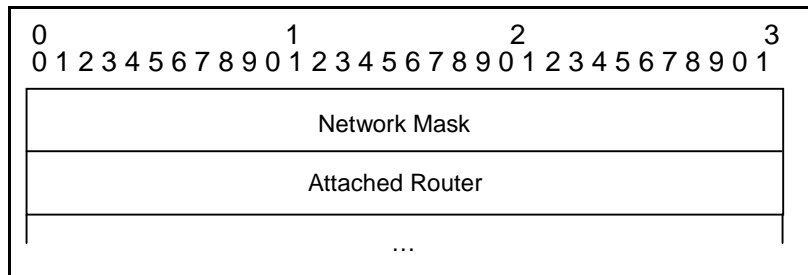 0 1 2 3
0 1 2 3 4 5 6 7 8 9 0 1 2 3 4 5 6 7 8 9 0 1 2 3 4 5 6 7 8 9 0 1
Network Mask
Attached Router
…